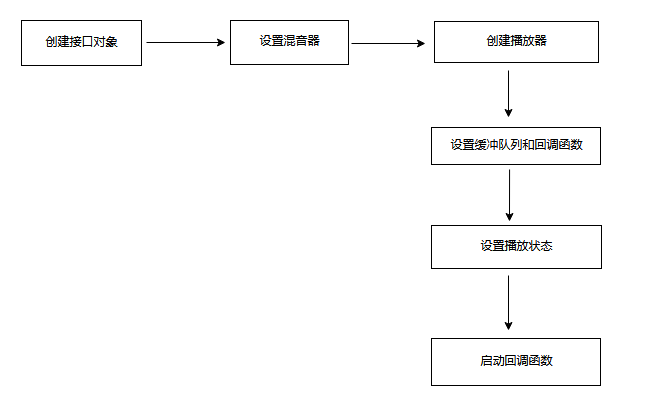 创建接口对象
设置混音器
创建播放器
设置缓冲队列和回调函数
设置播放状态
启动回调函数